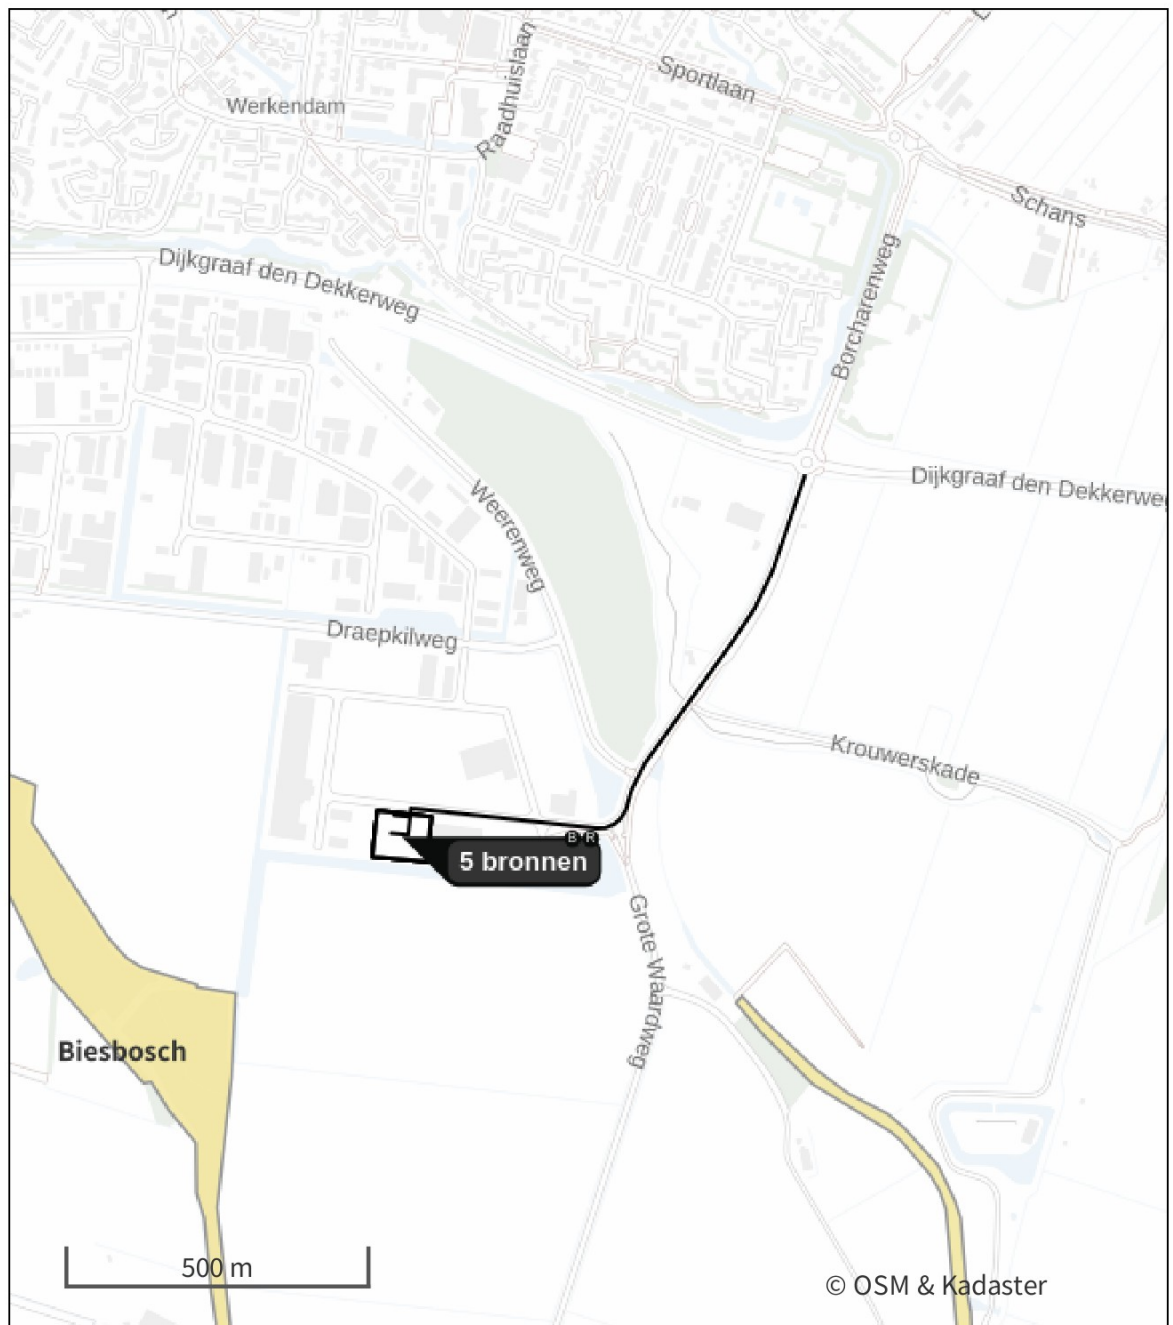 Raadhuislaan
Sportlaan
Werkendam
Schans
Dijkgraaf den Dekkerweg
Borcharenweg
Dijkgraaf den Dekkerweg
Weerenweg
Draepkilweg
Krouwerskade
B R
5 bronnen
Grote Waardweg
Biesbosch
500 m
© OSM & Kadaster